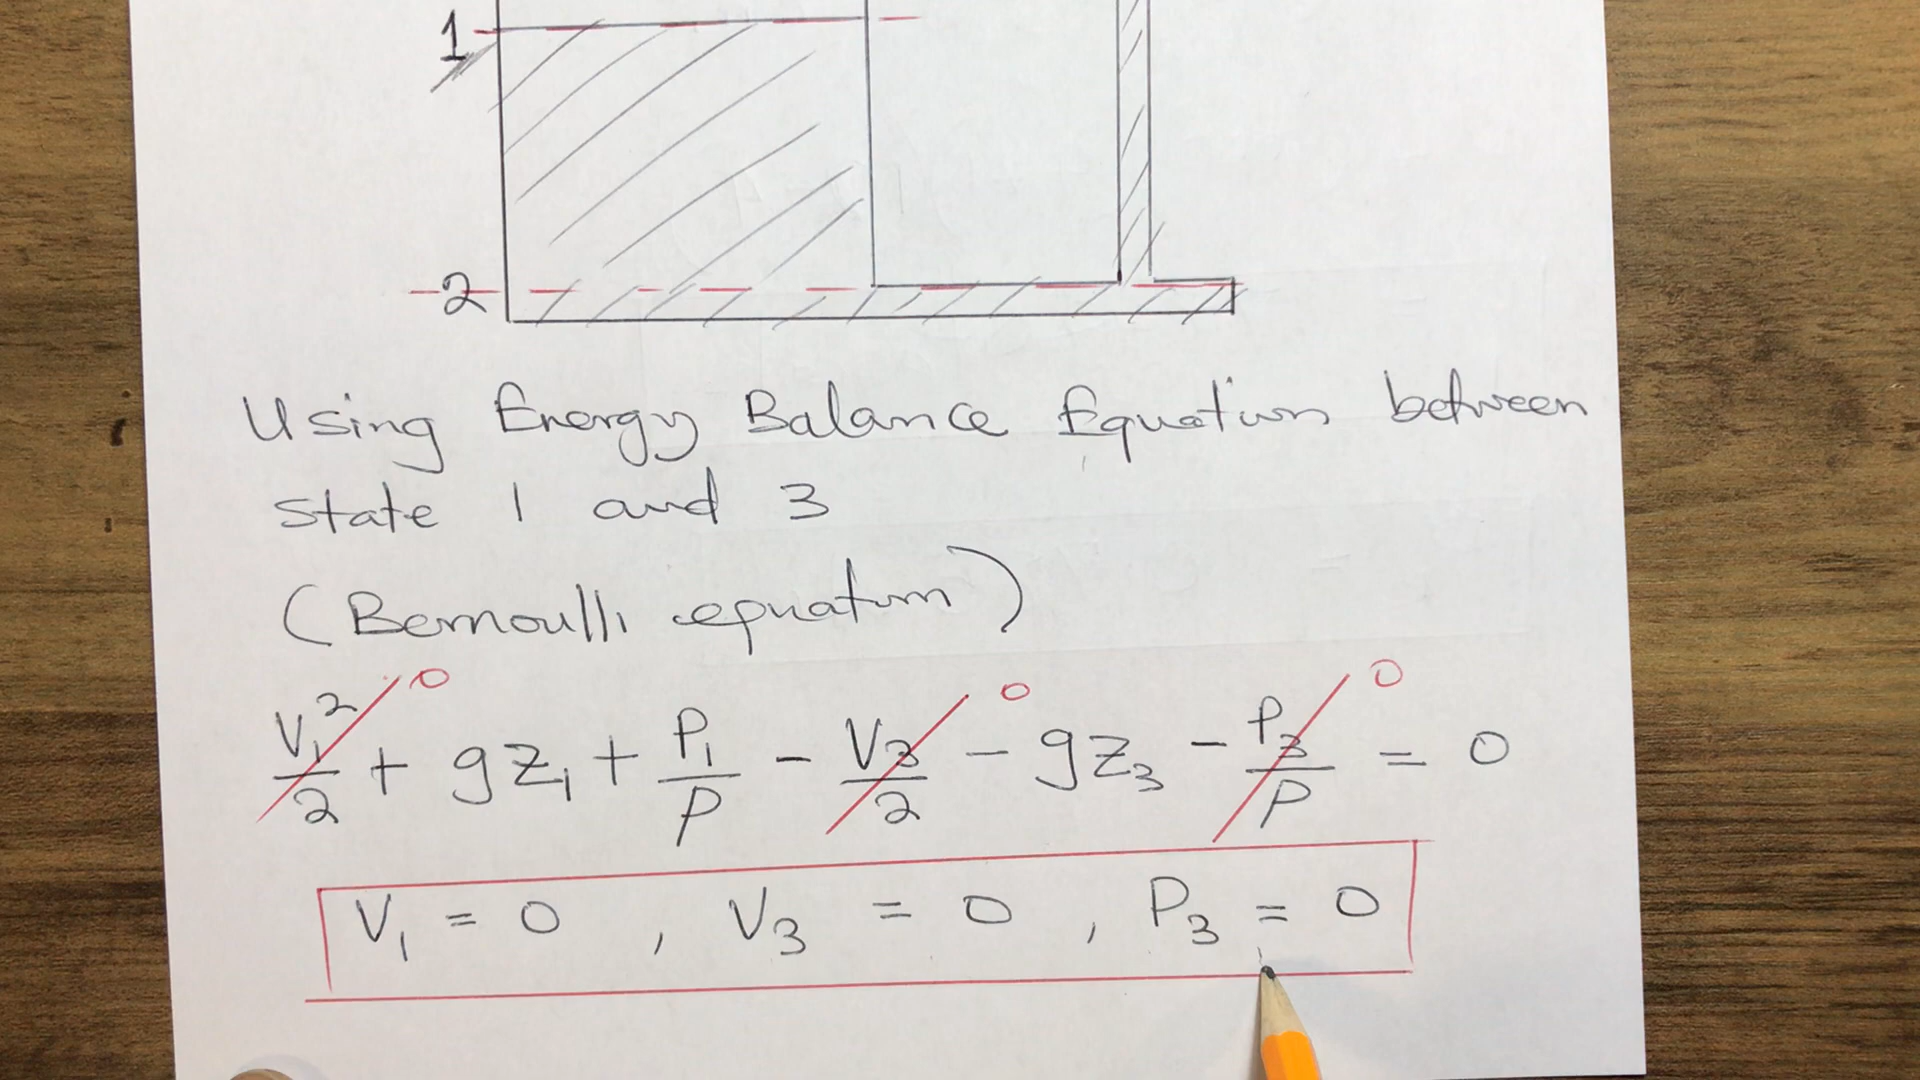 1
2
Using Energy Balance Equation between
state 1 and 3
(Bernoulli equation)
V₁²/2 + gz₁ + P₁/ρ - V₃/2 - gz₃ - P₃/ρ = 0
0 0 0
V₁ = 0 , V₃ = 0 , P₃ = 0